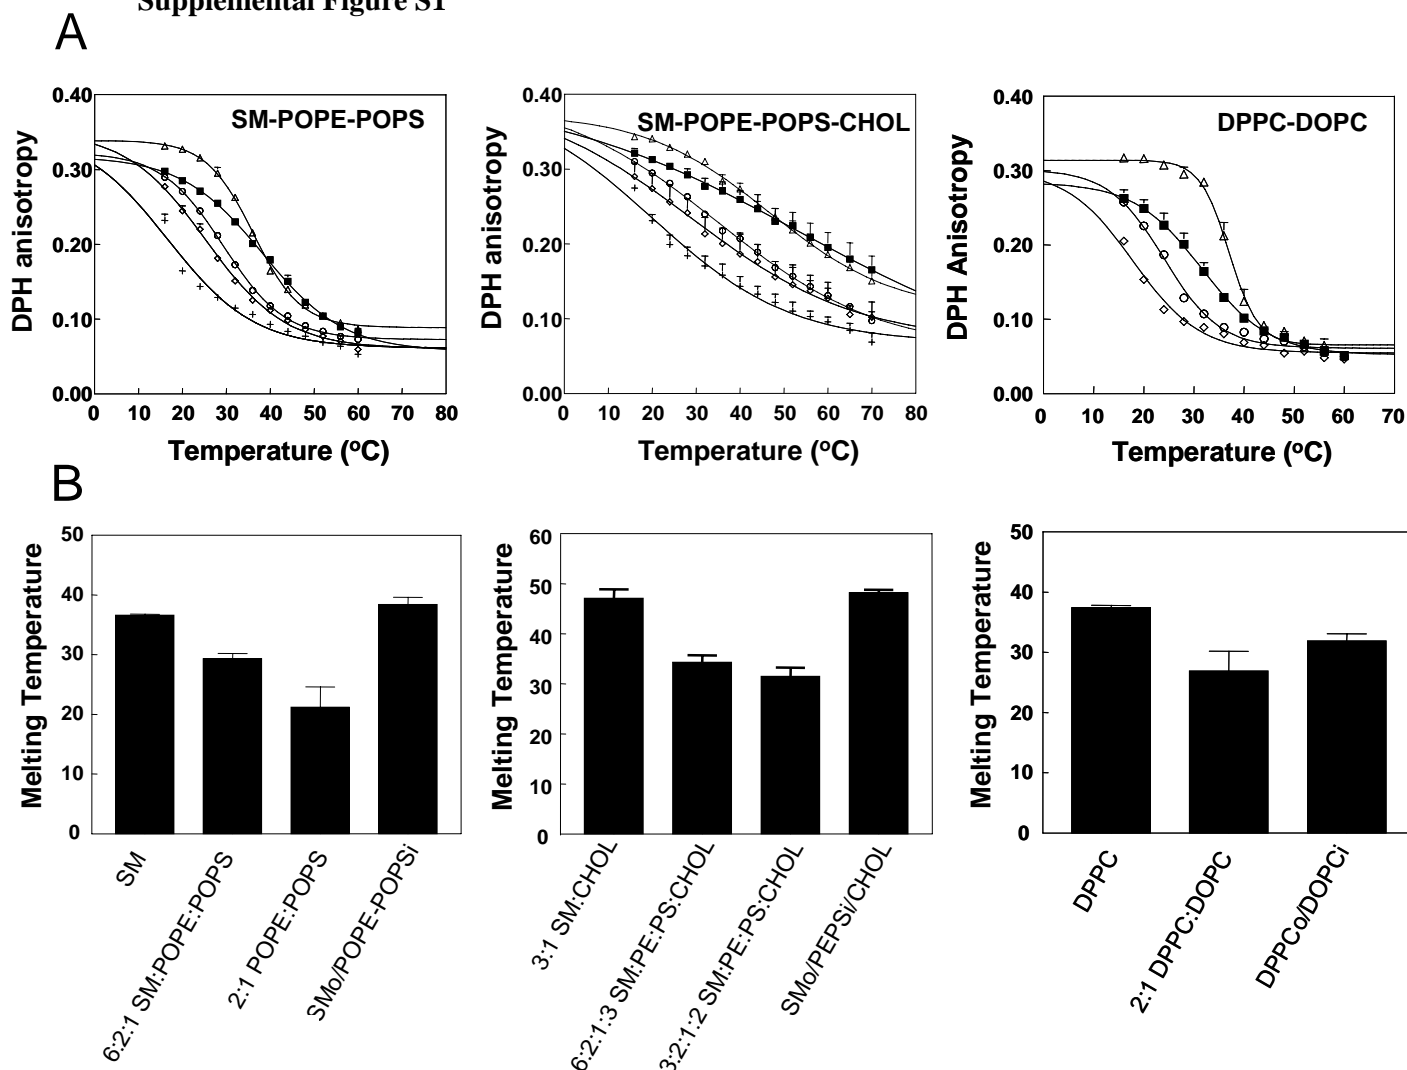 Supplemental Figure S1
A
SM-POPE-POPS
DPH anisotropy
0.40
0.30
0.20
0.10
0.00
0 10 20 30 40 50 60 70 80
Temperature (ºC)
SM-POPE-POPS-CHOL
DPH anisotropy
0.40
0.30
0.20
0.10
0.00
0 10 20 30 40 50 60 70 80
Temperature (ºC)
DPPC-DOPC
DPH Anisotropy
0.40
0.30
0.20
0.10
0.00
0 10 20 30 40 50 60 70
Temperature (ºC)
B
Melting Temperature
50
40
30
20
10
0
SM
6:2:1 SM:POPE:POPS
2:1 POPE:POPS
SMo/POPE-POPSi
Melting Temperature
60
50
40
30
20
10
0
3:1 SM:CHOL
6:2:1:3 SM:PE:PS:CHOL
3:2:1:2 SM:PE:PS:CHOL
SMo/PEPSi/CHOL
Melting Temperature
50
40
30
20
10
0
DPPC
2:1 DPPC:DOPC
DPPCo/DOPCi